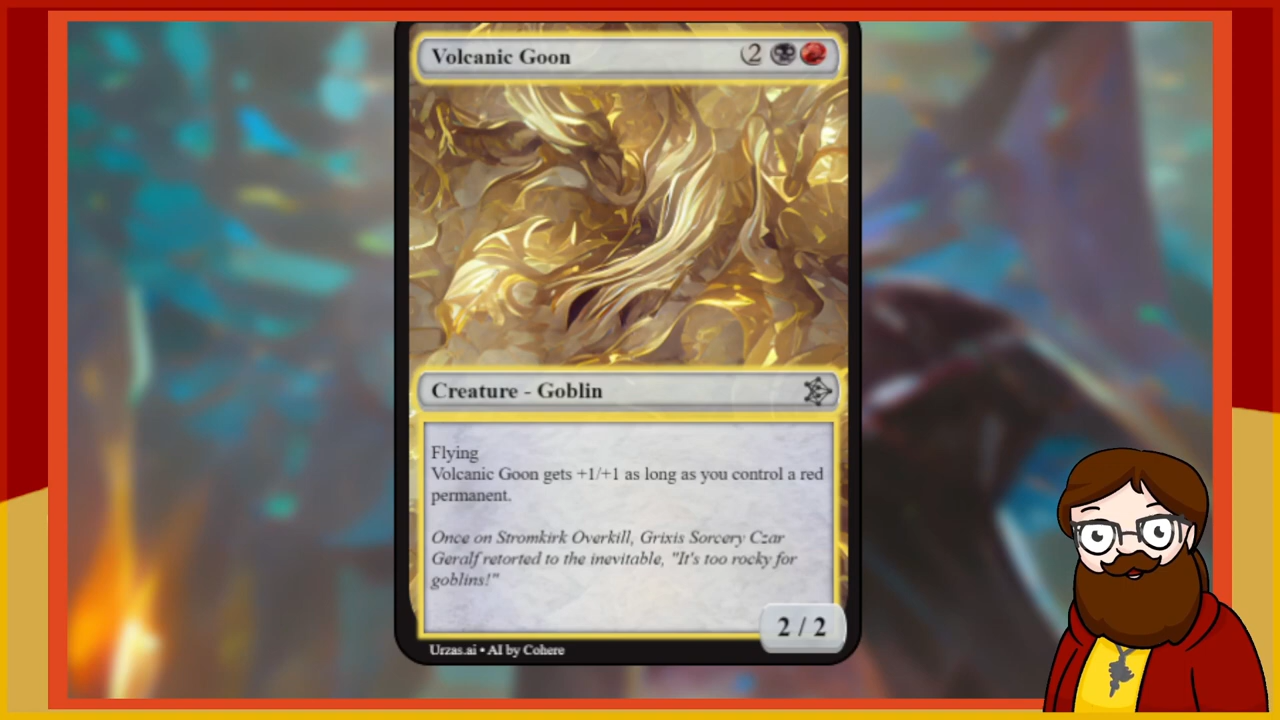 Volcanic Goon 2
Creature - Goblin
Flying
Volcanic Goon gets +1/+1 as long as you control a red
permanent.
Once on Stromkirk Overkill, Grixis Sorcery Czar
Geralf retorted to the inevitable, "It's too rocky for
goblins!"
2 / 2
Urzas.ai • AI by Cohere